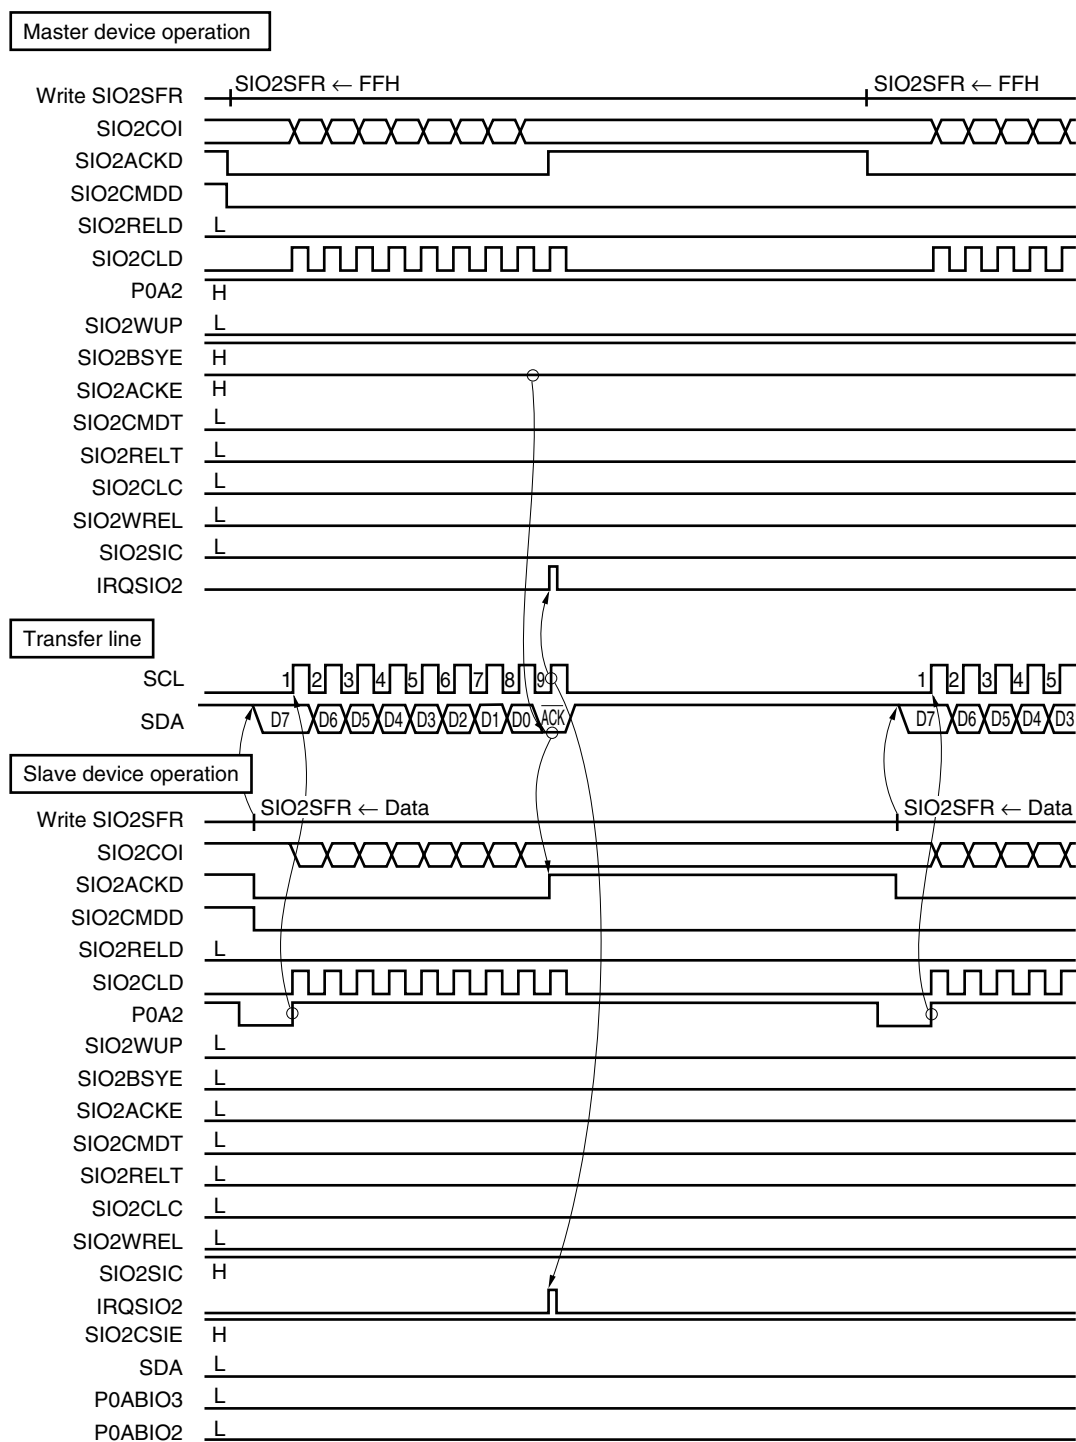 Master device operation
Write SIO2SFR SIO2SFR ← FFH SIO2SFR ← FFH
SIO2COI
SIO2ACKD
SIO2CMDD
SIO2RELD L
SIO2CLD
P0A2 H
SIO2WUP L
SIO2BSYE H
SIO2ACKE H
SIO2CMDT L
SIO2RELT L
SIO2CLC L
SIO2WREL L
SIO2SIC L
IRQSIO2
Transfer line
SCL 1 2 3 4 5 6 7 8 9 1 2 3 4 5
SDA D7 D6 D5 D4 D3 D2 D1 D0 ACK D7 D6 D5 D4 D3
Slave device operation
Write SIO2SFR SIO2SFR ← Data SIO2SFR ← Data
SIO2COI
SIO2ACKD
SIO2CMDD
SIO2RELD L
SIO2CLD
P0A2
SIO2WUP L
SIO2BSYE L
SIO2ACKE L
SIO2CMDT L
SIO2RELT L
SIO2CLC L
SIO2WREL L
SIO2SIC H
IRQSIO2
SIO2CSIE H
SDA L
P0ABIO3 L
P0ABIO2 L